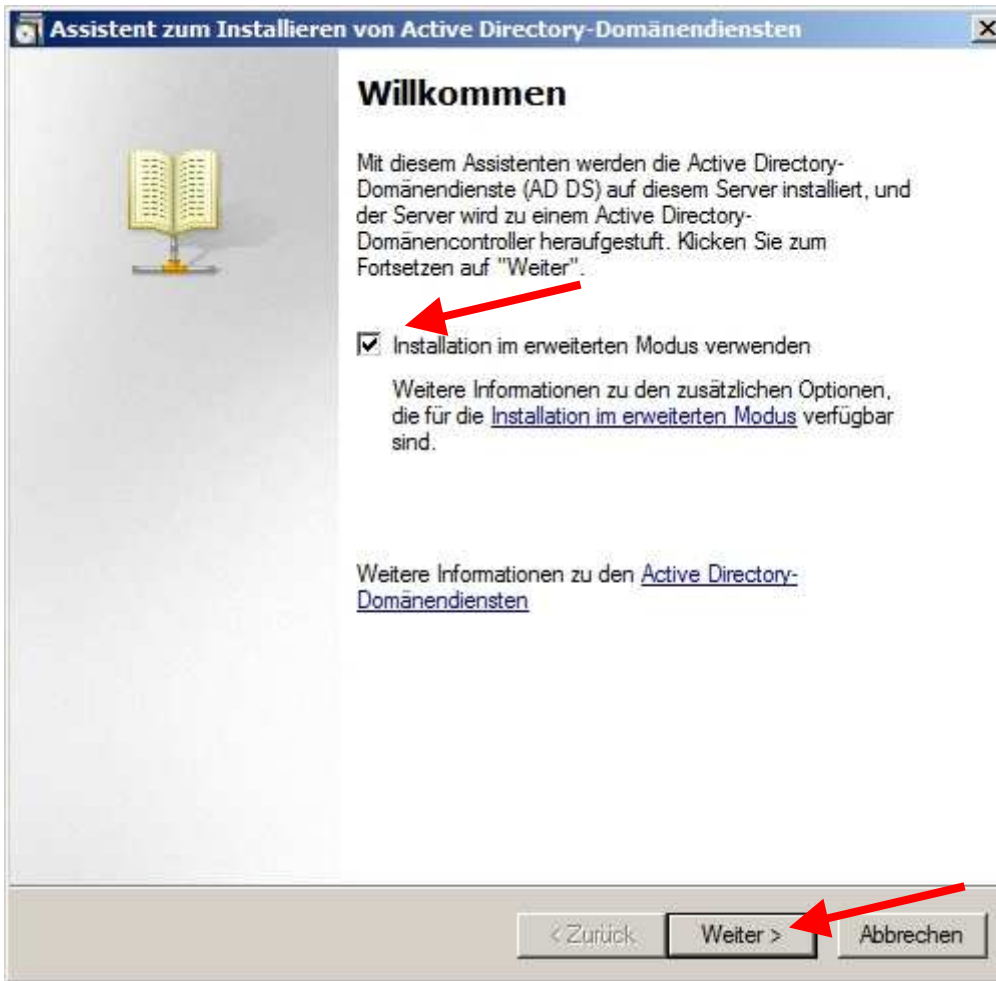 Assistent zum Installieren von Active Directory-Domänendiensten
Willkommen
Mit diesem Assistenten werden die Active Directory-
Domänendienste (AD DS) auf diesem Server installiert, und
der Server wird zu einem Active Directory-
Domänencontroller heraufgestuft. Klicken Sie zum
Fortsetzen auf "Weiter".
Installation im erweiterten Modus verwenden
Weitere Informationen zu den zusätzlichen Optionen,
die für die Installation im erweiterten Modus verfügbar
sind.
Weitere Informationen zu den Active Directory-
Domänendiensten
< Zurück Weiter > Abbrechen